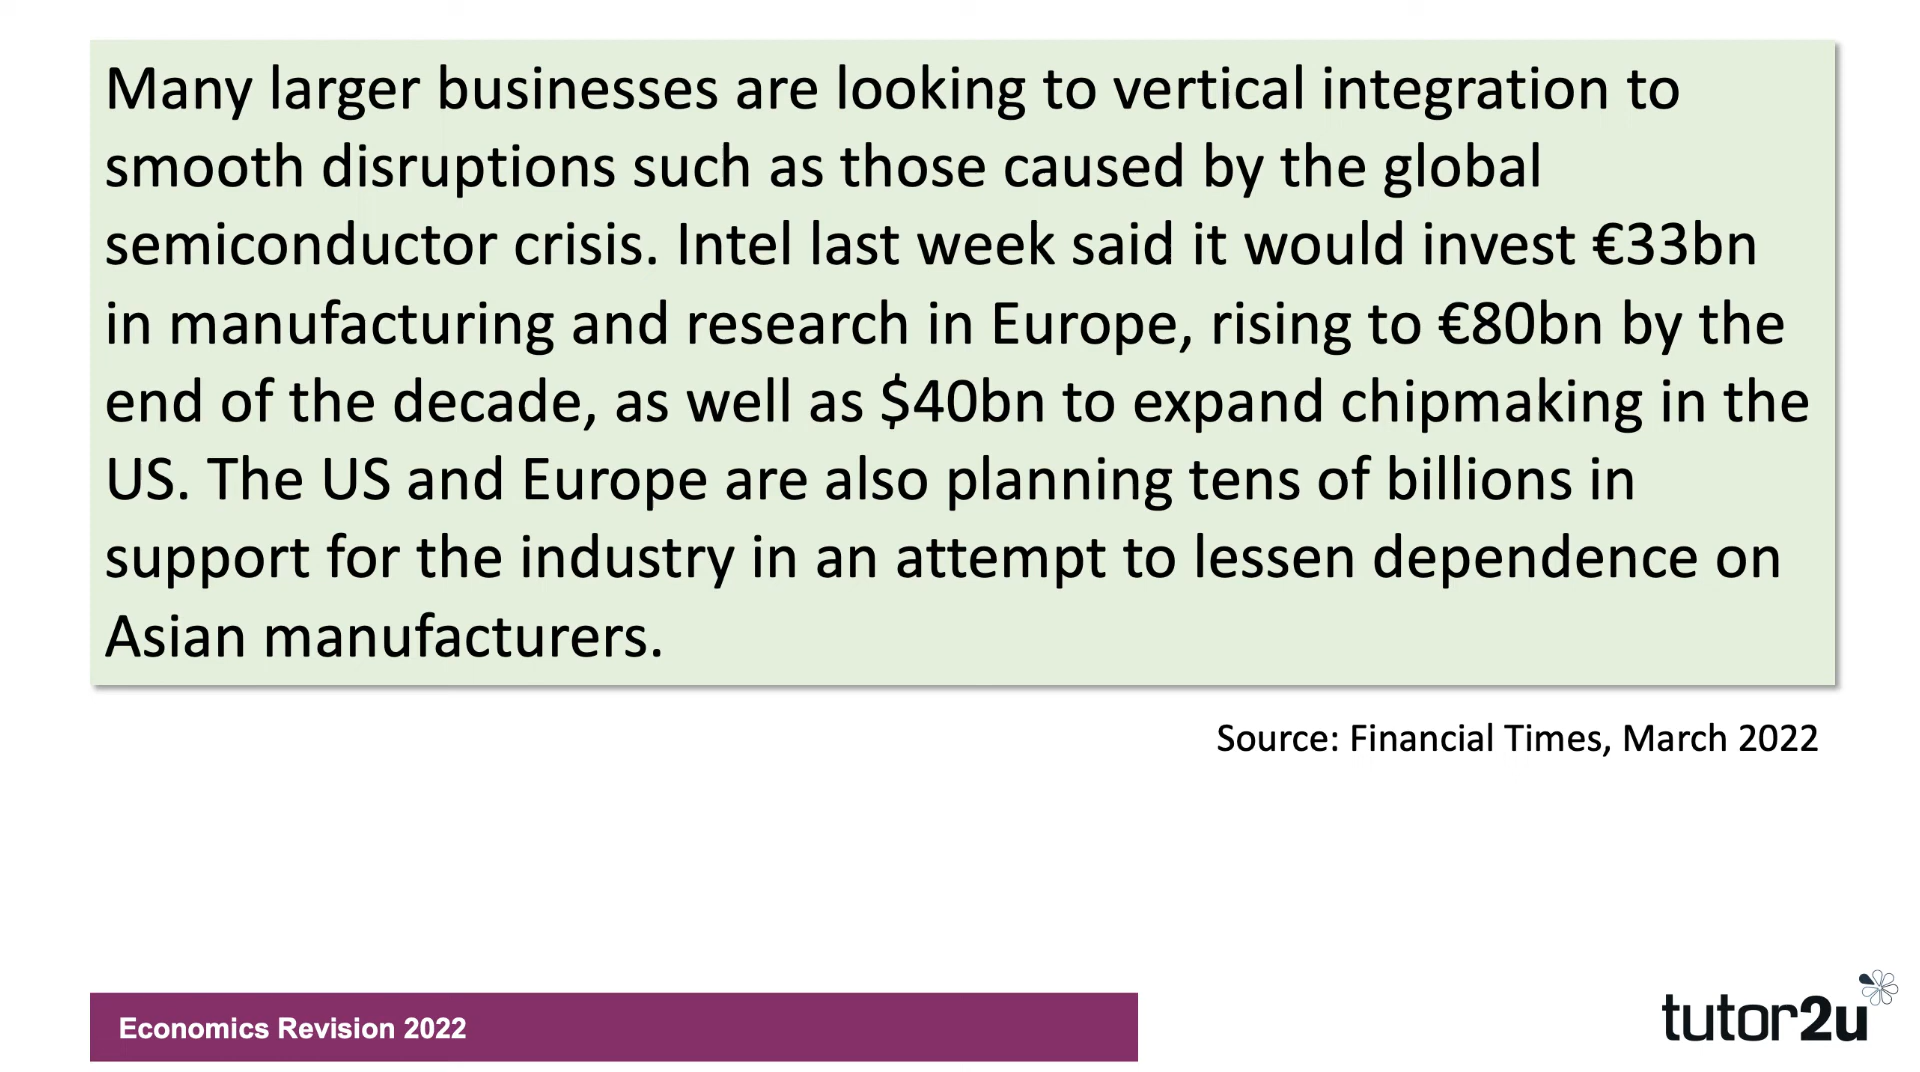 Many larger businesses are looking to vertical integration to
smooth disruptions such as those caused by the global
semiconductor crisis. Intel last week said it would invest €33bn
in manufacturing and research in Europe, rising to €80bn by the
end of the decade, as well as $40bn to expand chipmaking in the
US. The US and Europe are also planning tens of billions in
support for the industry in an attempt to lessen dependence on
Asian manufacturers.
Source: Financial Times, March 2022
Economics Revision 2022
tutor2u